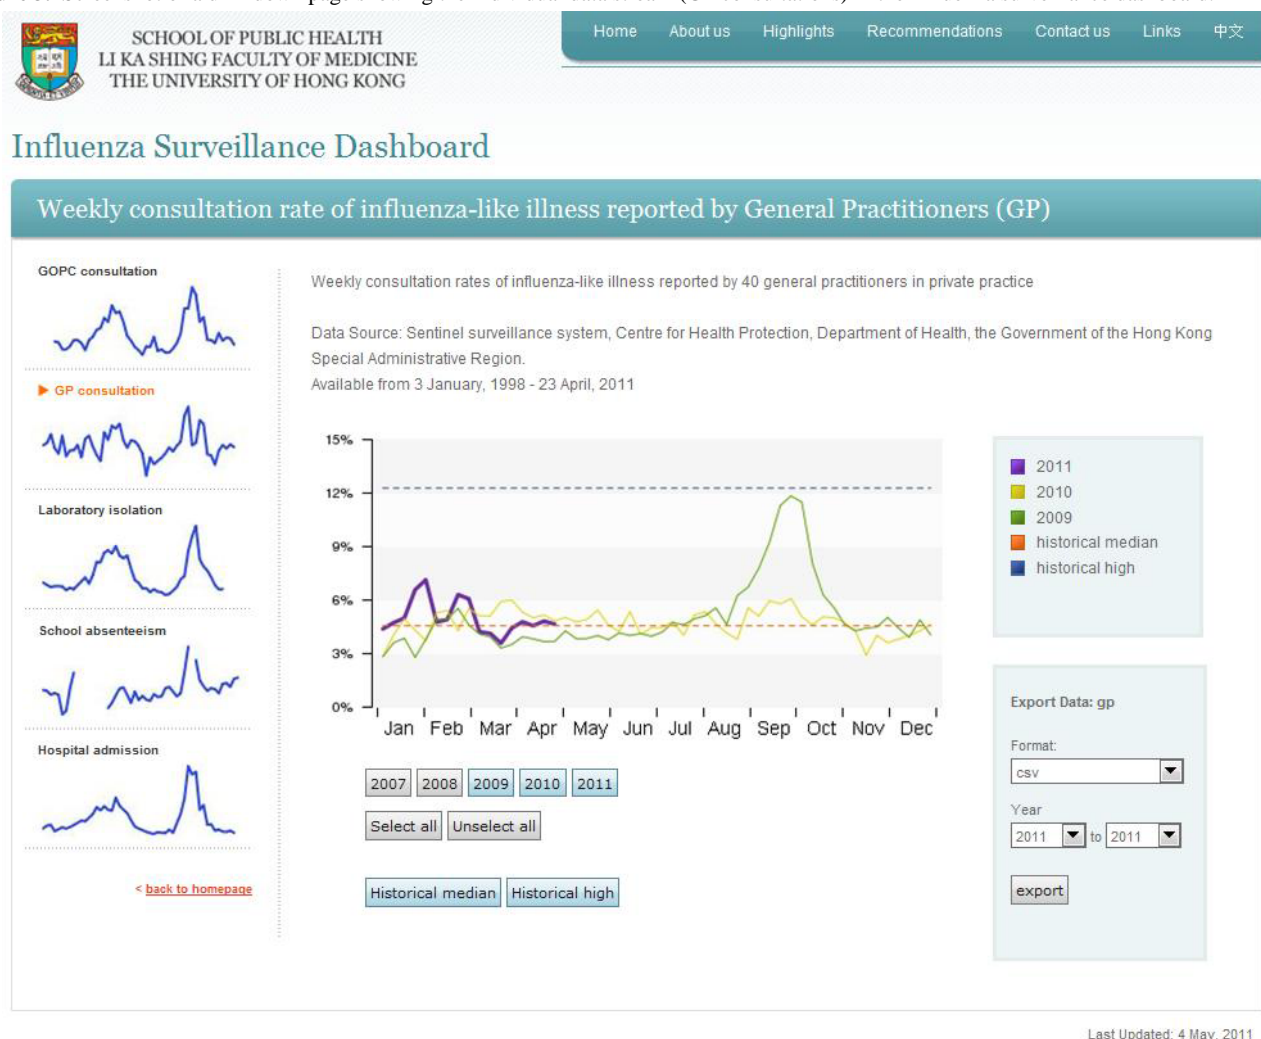 SCHOOL OF PUBLIC HEALTH
LI KA SHING FACULTY OF MEDICINE
THE UNIVERSITY OF HONG KONG
Home About us Highlights Recommendations Contact us Links 中文
Influenza Surveillance Dashboard
Weekly consultation rate of influenza-like illness reported by General Practitioners (GP)
GOPC consultation
GP consultation
Laboratory isolation
School absenteeism
Hospital admission
< back to homepage
Weekly consultation rates of influenza-like illness reported by 40 general practitioners in private practice
Data Source: Sentinel surveillance system, Centre for Health Protection, Department of Health, the Government of the Hong Kong
Special Administrative Region.
Available from 3 January, 1998 - 23 April, 2011
15%
12%
9%
6%
3%
0%
Jan Feb Mar Apr May Jun Jul Aug Sep Oct Nov Dec
2007 2008 2009 2010 2011
Select all Unselect all
Historical median Historical high
2011
2010
2009
historical median
historical high
Export Data: gp
Format:
csv
Year
2011 to 2011
export
Last Updated: 4 May, 2011